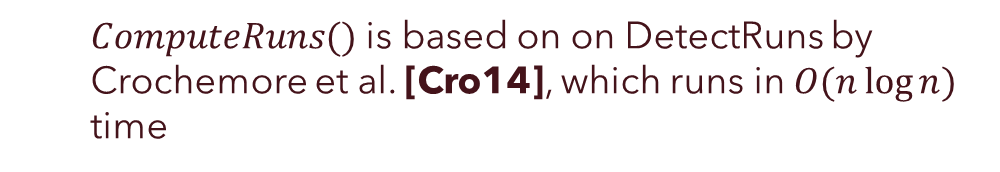 ComputeRuns() is based on on DetectRuns by
Crochemore et al. [Cro14], which runs in O(n log n)
time